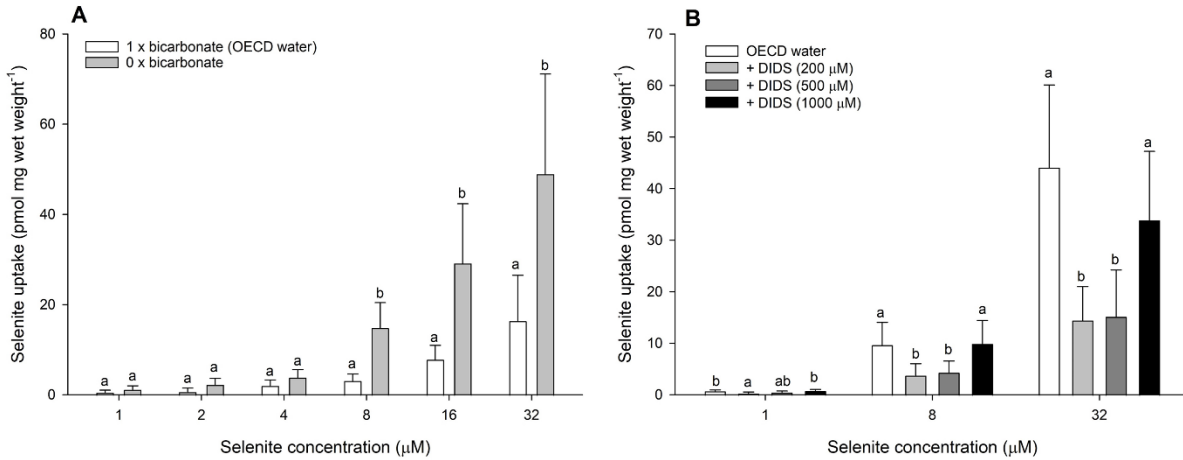 A
1 x bicarbonate (OECD water)
0 x bicarbonate
Selenite uptake (pmol mg wet weight⁻¹)
80
60
40
20
0
a a a a a a a b a b a b
1 2 4 8 16 32
Selenite concentration (μM)
B
OECD water
+ DIDS (200 μM)
+ DIDS (500 μM)
+ DIDS (1000 μM)
Selenite uptake (pmol mg wet weight⁻¹)
70
60
50
40
30
20
10
0
b a ab b a b b a a b b a
1 8 32
Selenite concentration (μM)